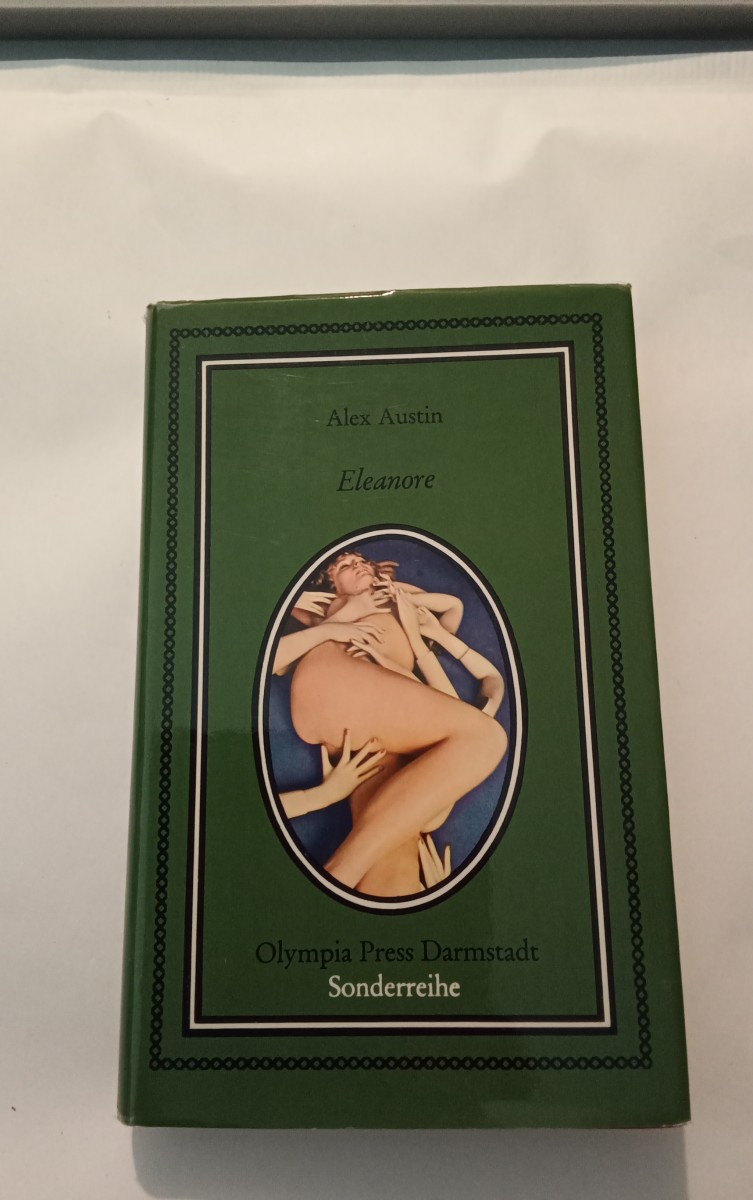 Alex Austin
Eleanore
Olympia Press Darmstadt
Sonderreihe